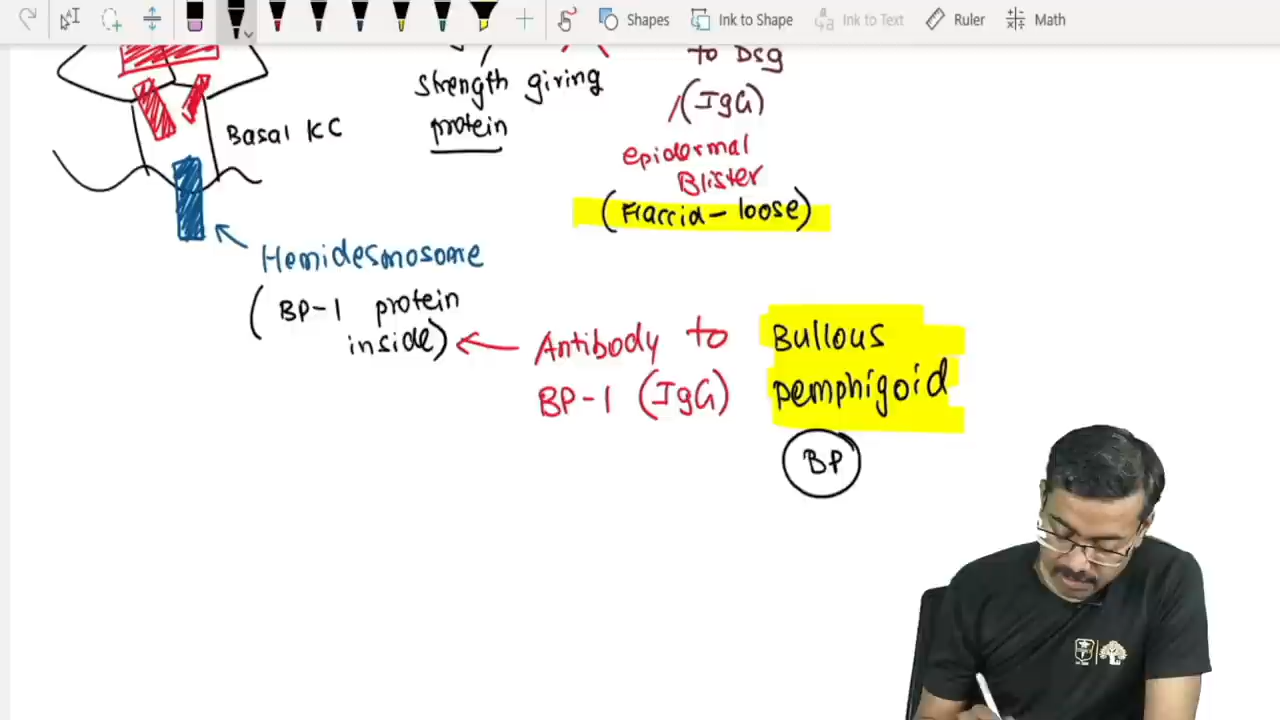 Shapes
Ink to Shape
Ink to Text
Ruler
Math
to Dsg
strength giring
(IgG)
protein
Basal KC
epidermal
Blister
(Flaccid - loose)
Hemidesmosome
(BP-1 protein
inside)
Antibody to
Bullous
BP-1 (IgG)
pemphigoid
BP